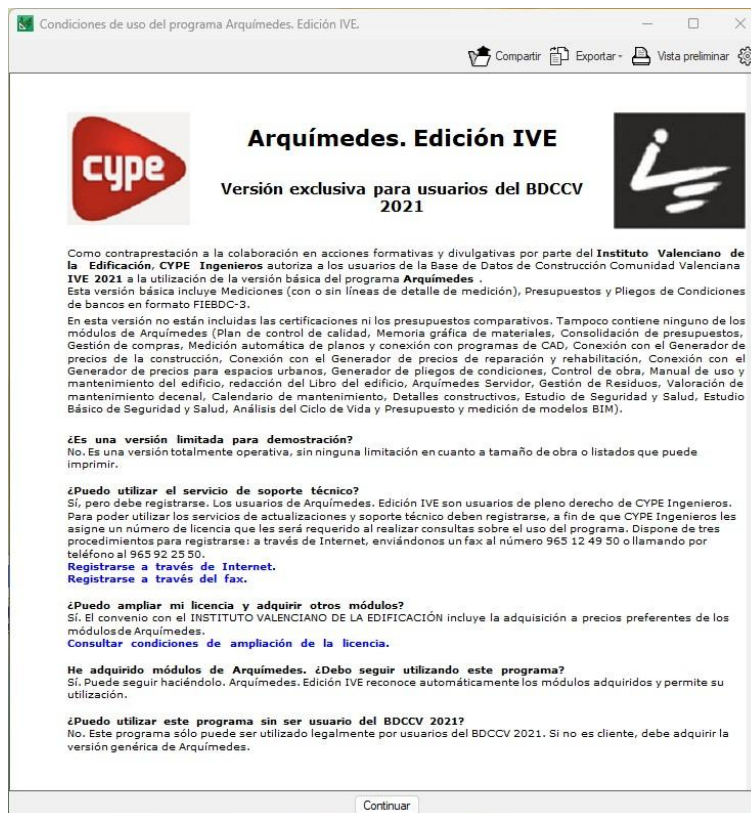 Condiciones de uso del programa Arquímedes. Edición IVE.
Compartir Exportar Vista preliminar
cype
Arquímedes. Edición IVE
Versión exclusiva para usuarios del BDCCV
2021
Como contraprestación a la colaboración en acciones formativas y divulgativas por parte del Instituto Valenciano de
la Edificación, CYPE Ingenieros autoriza a los usuarios de la Base de Datos de Construcción Comunidad Valenciana
IVE 2021 a la utilización de la versión básica del programa Arquímedes .
Esta versión básica incluye Mediciones (con o sin líneas de detalle de medición), Presupuestos y Pliegos de Condiciones
de bancos en formato FIEBDC-3.
En esta versión no están incluidas las certificaciones ni los presupuestos comparativos. Tampoco contiene ninguno de los
módulos de Arquímedes (Plan de control de calidad, Memoria gráfica de materiales, Consolidación de presupuestos,
Gestión de compras, Medición automática de planos y conexión con programas de CAD, Conexión con el Generador de
precios de la construcción, Conexión con el Generador de precios de reparación y rehabilitación, Conexión con el
Generador de precios para espacios urbanos, Generador de pliegos de condiciones, Control de obra, Manual de uso y
mantenimiento del edificio, redacción del Libro del edificio, Arquímedes Servidor, Gestión de Residuos, Valoración de
mantenimiento decenal, Calendario de mantenimiento, Detalles constructivos, Estudio de Seguridad y Salud, Estudio
Básico de Seguridad y Salud, Análisis del Ciclo de Vida y Presupuesto y medición de modelos BIM).
¿Es una versión limitada para demostración?
No. Es una versión totalmente operativa, sin ninguna limitación en cuanto a tamaño de obra o listados que puede
imprimir.
¿Puedo utilizar el servicio de soporte técnico?
Sí, pero debe registrarse. Los usuarios de Arquímedes. Edición IVE son usuarios de pleno derecho de CYPE Ingenieros.
Para poder utilizar los servicios de actualizaciones y soporte técnico deben registrarse, a fin de que CYPE Ingenieros les
asigne un número de licencia que les será requerido al realizar consultas sobre el uso del programa. Dispone de tres
procedimientos para registrarse: a través de Internet, enviándonos un fax al número 965 12 49 50 o llamando por
teléfono al 965 92 25 50.
Registrarse a través de Internet.
Registrarse a través del fax.
¿Puedo ampliar mi licencia y adquirir otros módulos?
Sí. El convenio con el INSTITUTO VALENCIANO DE LA EDIFICACIÓN incluye la adquisición a precios preferentes de los
módulos de Arquímedes.
Consultar condiciones de ampliación de la licencia.
He adquirido módulos de Arquímedes. ¿Debo seguir utilizando este programa?
Sí. Puede seguir haciéndolo. Arquímedes. Edición IVE reconoce automáticamente los módulos adquiridos y permite su
utilización.
¿Puedo utilizar este programa sin ser usuario del BDCCV 2021?
No. Este programa sólo puede ser utilizado legalmente por usuarios del BDCCV 2021. Si no es cliente, debe adquirir la
versión genérica de Arquímedes.
Continuar